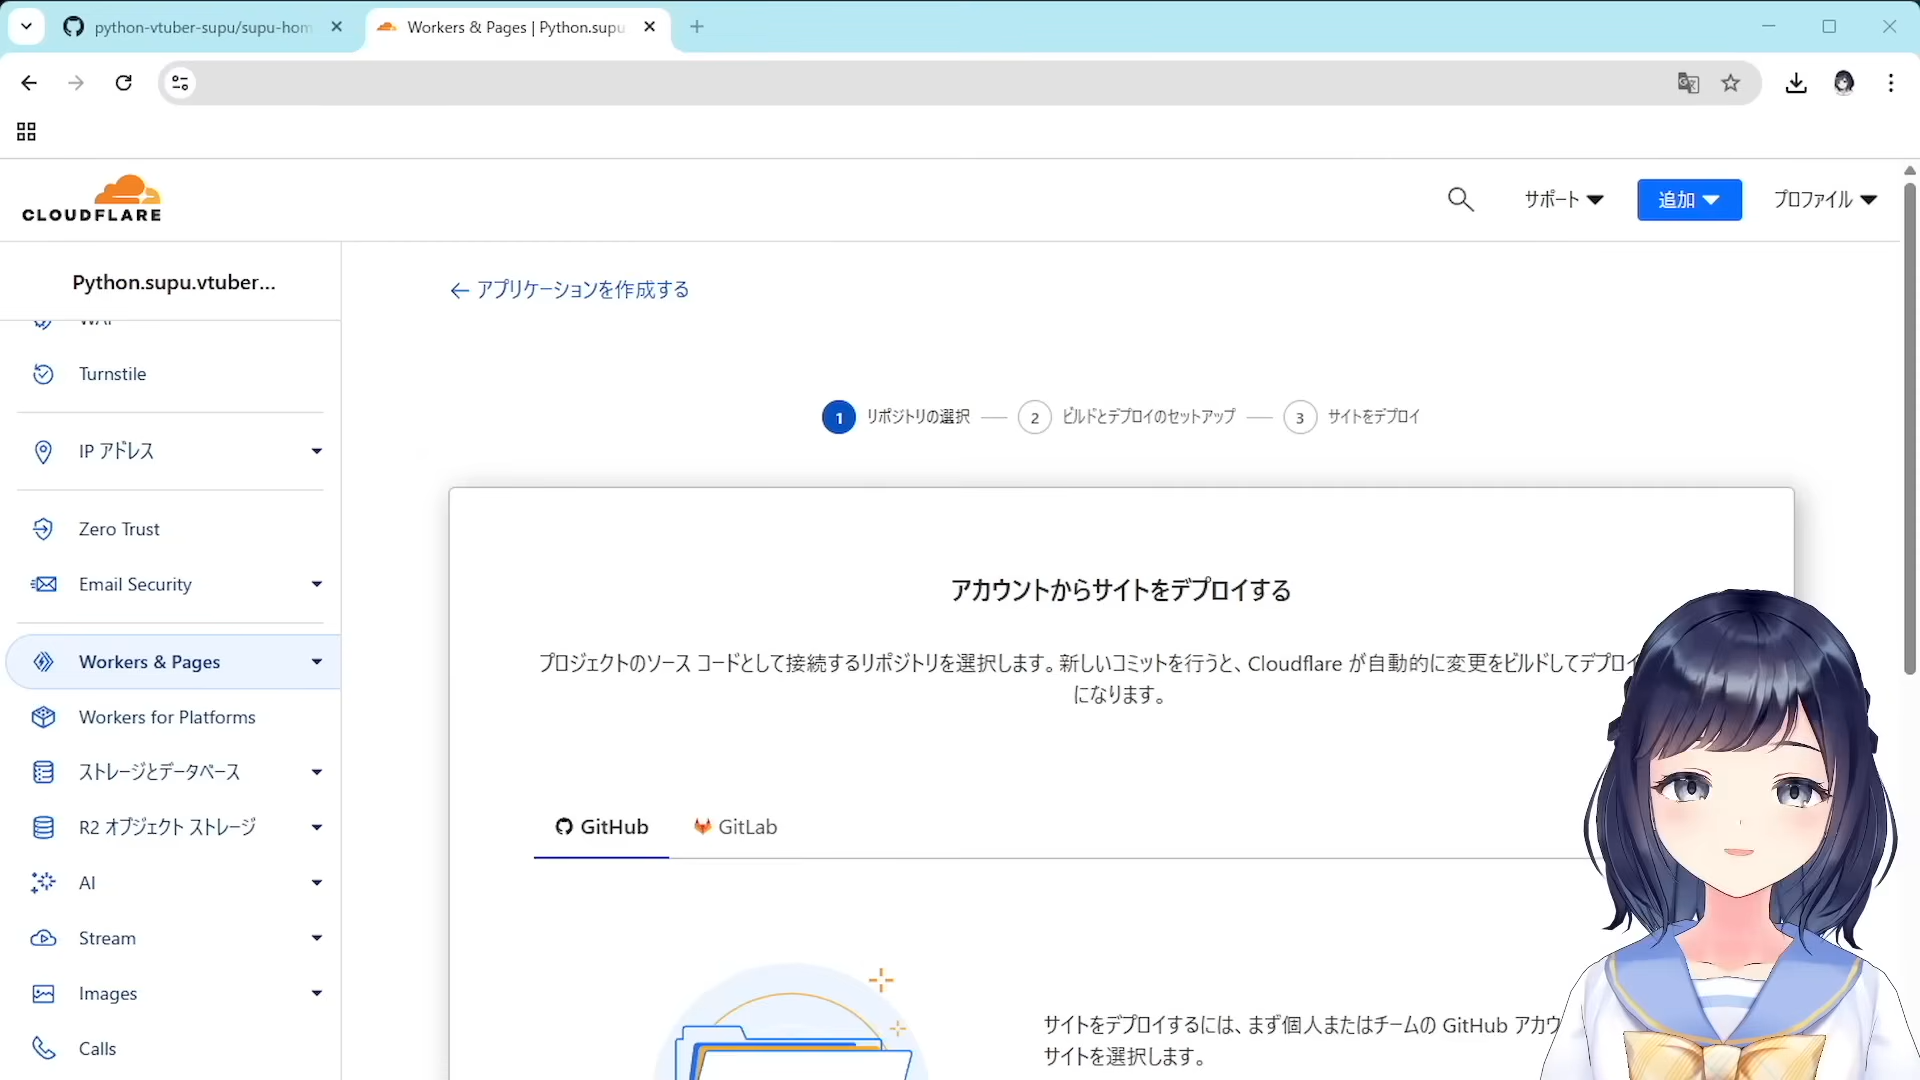 python-vtuber-supu/supu-hom
Workers & Pages | Python.supu
CLOUDFLARE
サポート
追加
プロファイル
Python.supu.vtuber...
← アプリケーションを作成する
WAF
Turnstile
IP アドレス
Zero Trust
Email Security
Workers & Pages
Workers for Platforms
ストレージとデータベース
R2 オブジェクト ストレージ
AI
Stream
Images
Calls
1 リポジトリの選択 — 2 ビルドとデプロイのセットアップ — 3 サイトをデプロイ
アカウントからサイトをデプロイする
プロジェクトのソース コードとして接続するリポジトリを選択します。新しいコミットを行うと、Cloudflare が自動的に変更をビルドしてデプロイ
になります。
GitHub
GitLab
サイトをデプロイするには、まず個人またはチームの GitHub アカウ
サイトを選択します。